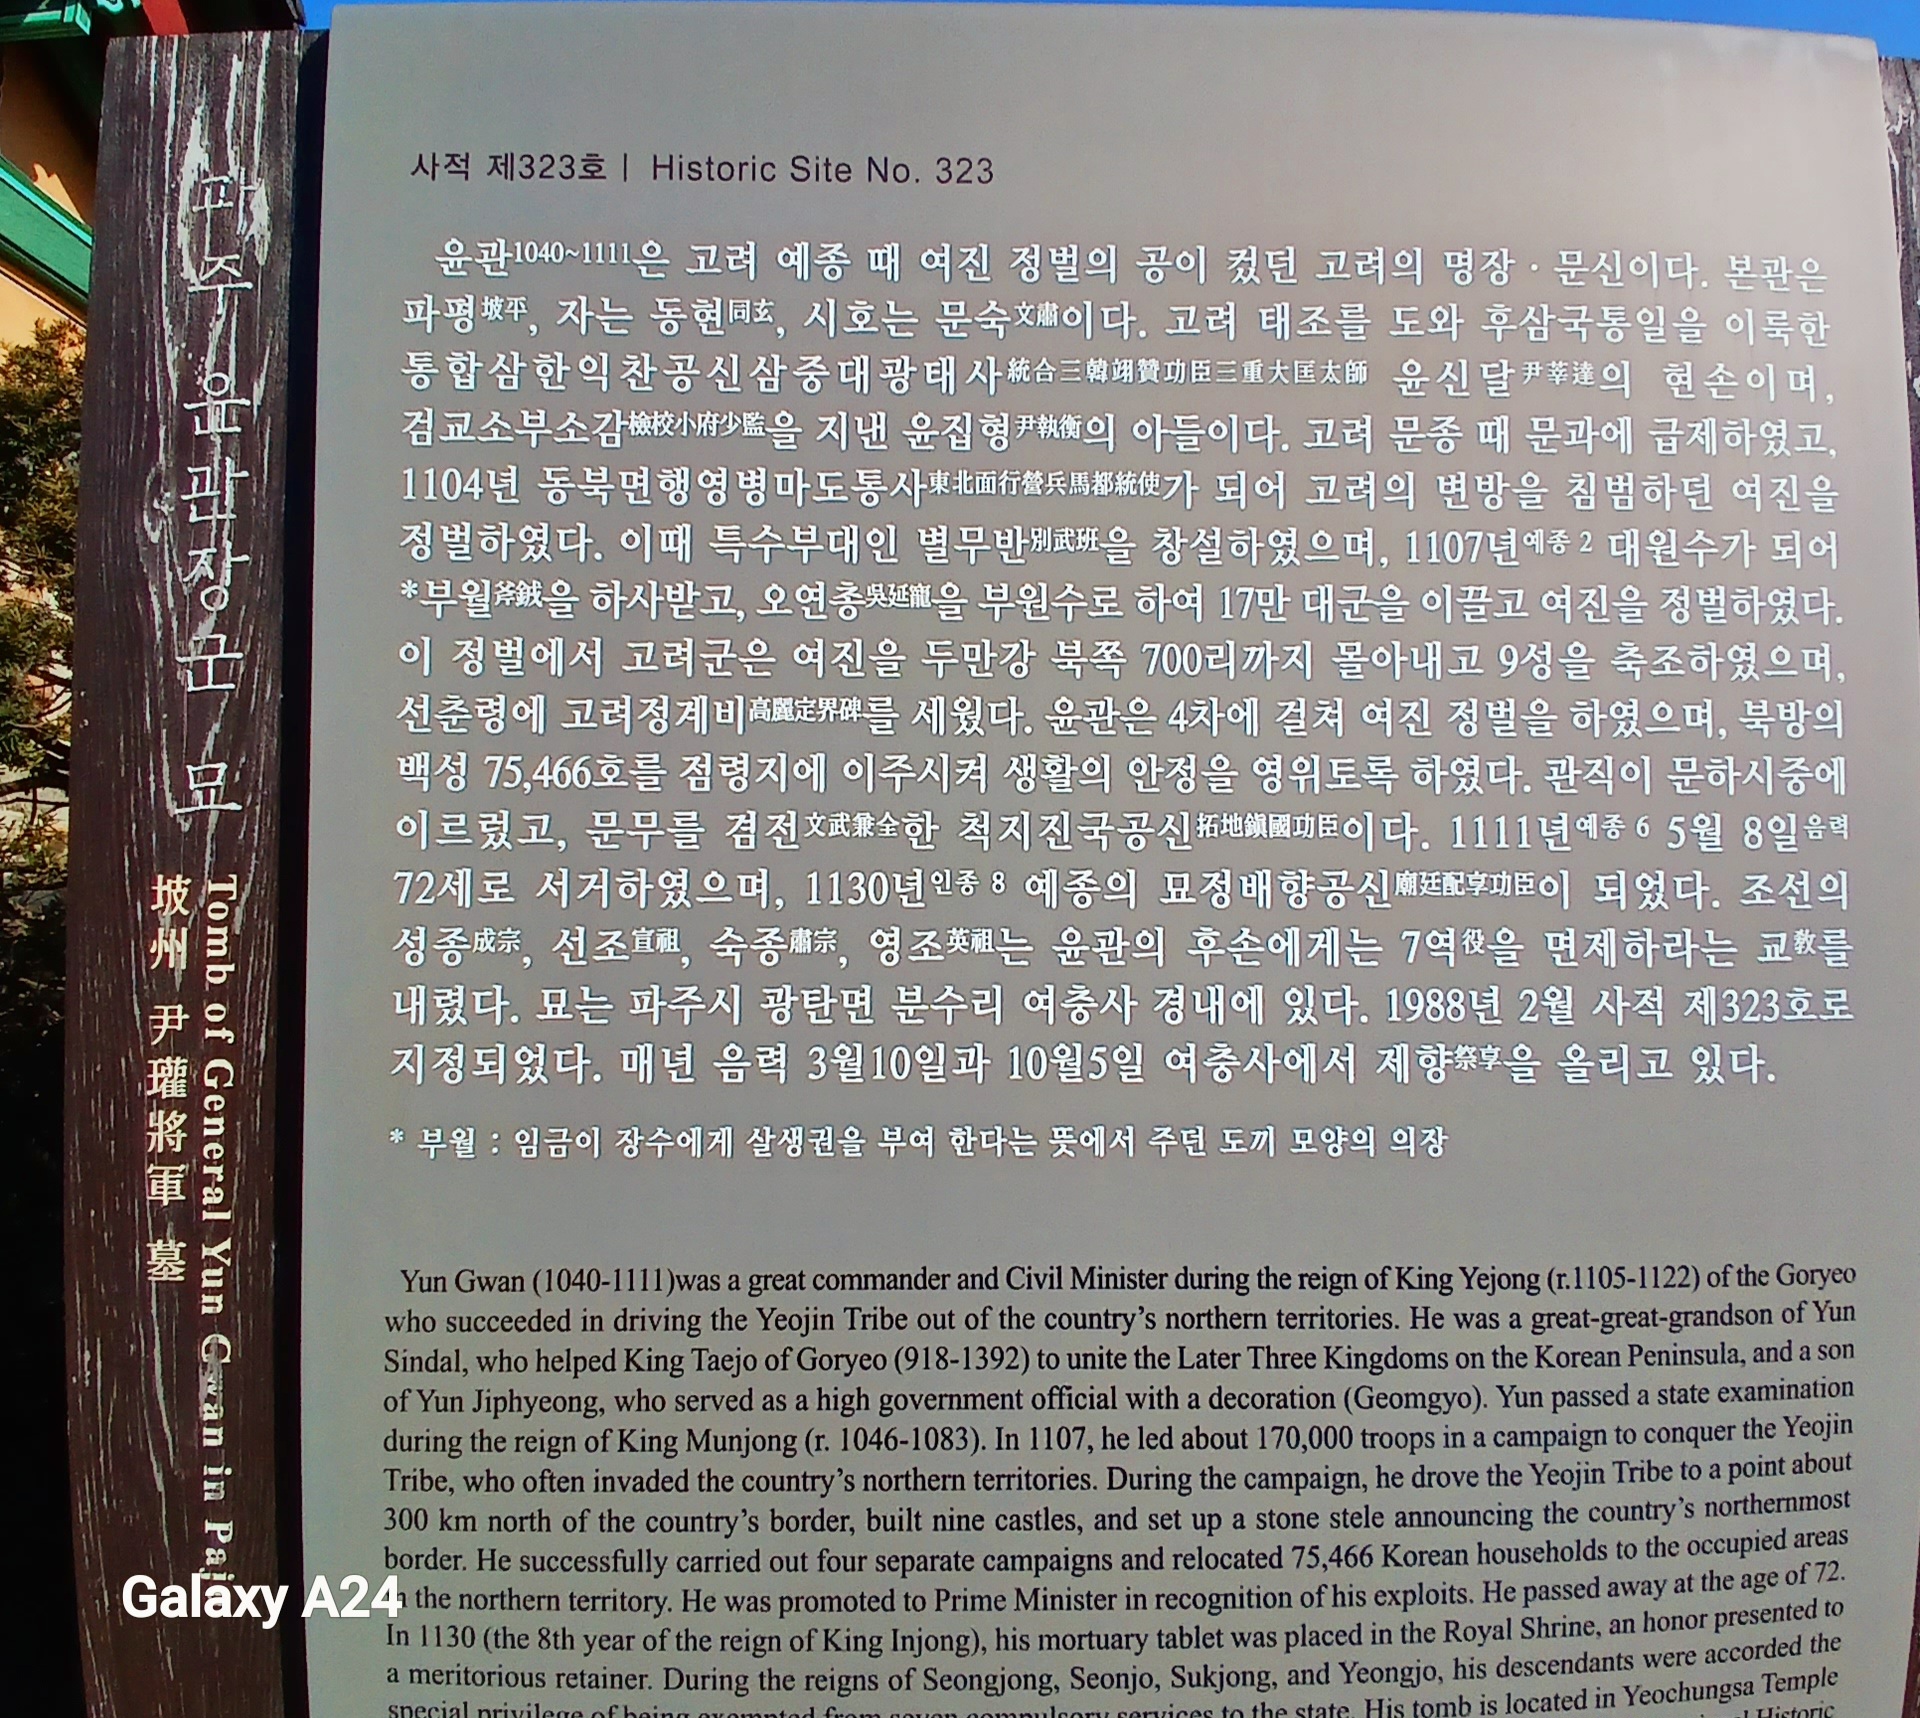 파주 윤관장군 묘
坡州 尹瓘將軍 墓
Tomb of General Yun Gwan in Paju
사적 제323호 | Historic Site No. 323
윤관1040~1111은 고려 예종 때 여진 정벌의 공이 컸던 고려의 명장 · 문신이다. 본관은
파평坡平, 자는 동현同玄, 시호는 문숙文肅이다. 고려 태조를 도와 후삼국통일을 이룩한
통합삼한익찬공신삼중대광태사統合三韓翊贊功臣三重大匡太師 윤신달尹莘達의 현손이며,
검교소부소감檢校小府少監을 지낸 윤집형尹執衡의 아들이다. 고려 문종 때 문과에 급제하였고,
1104년 동북면행영병마도통사東北面行營兵馬都統使가 되어 고려의 변방을 침범하던 여진을
정벌하였다. 이때 특수부대인 별무반別武班을 창설하였으며, 1107년예종 2 대원수가 되어
*부월斧鉞을 하사받고, 오연총吳延寵을 부원수로 하여 17만 대군을 이끌고 여진을 정벌하였다.
이 정벌에서 고려군은 여진을 두만강 북쪽 700리까지 몰아내고 9성을 축조하였으며,
선춘령에 고려정계비高麗定界碑를 세웠다. 윤관은 4차에 걸쳐 여진 정벌을 하였으며, 북방의
백성 75,466호를 점령지에 이주시켜 생활의 안정을 영위토록 하였다. 관직이 문하시중에
이르렀고, 문무를 겸전文武兼全한 척지진국공신拓地鎭國功臣이다. 1111년예종 6 5월 8일음력
72세로 서거하였으며, 1130년인종 8 예종의 묘정배향공신廟廷配享功臣이 되었다. 조선의
성종成宗, 선조宣祖, 숙종肅宗, 영조英祖는 윤관의 후손에게는 7역役을 면제하라는 교敎를
내렸다. 묘는 파주시 광탄면 분수리 여충사 경내에 있다. 1988년 2월 사적 제323호로
지정되었다. 매년 음력 3월10일과 10월5일 여충사에서 제향祭享을 올리고 있다.
* 부월 : 임금이 장수에게 살생권을 부여 한다는 뜻에서 주던 도끼 모양의 의장
Yun Gwan (1040-1111)was a great commander and Civil Minister during the reign of King Yejong (r.1105-1122) of the Goryeo
who succeeded in driving the Yeojin Tribe out of the country's northern territories. He was a great-great-grandson of Yun
Sindal, who helped King Taejo of Goryeo (918-1392) to unite the Later Three Kingdoms on the Korean Peninsula, and a son
of Yun Jiphyeong, who served as a high government official with a decoration (Geomgyo). Yun passed a state examination
during the reign of King Munjong (r. 1046-1083). In 1107, he led about 170,000 troops in a campaign to conquer the Yeojin
Tribe, who often invaded the country's northern territories. During the campaign, he drove the Yeojin Tribe to a point about
300 km north of the country's border, built nine castles, and set up a stone stele announcing the country's northernmost
border. He successfully carried out four separate campaigns and relocated 75,466 Korean households to the occupied areas
the northern territory. He was promoted to Prime Minister in recognition of his exploits. He passed away at the age of 72.
In 1130 (the 8th year of the reign of King Injong), his mortuary tablet was placed in the Royal Shrine, an honor presented to
a meritorious retainer. During the reigns of Seongjong, Seonjo, Sukjong, and Yeongjo, his descendants were accorded the
special privilege of being exempted from seven compulsory services to the state. His tomb is located in Yeochungsa Temple
Historic
Galaxy A24